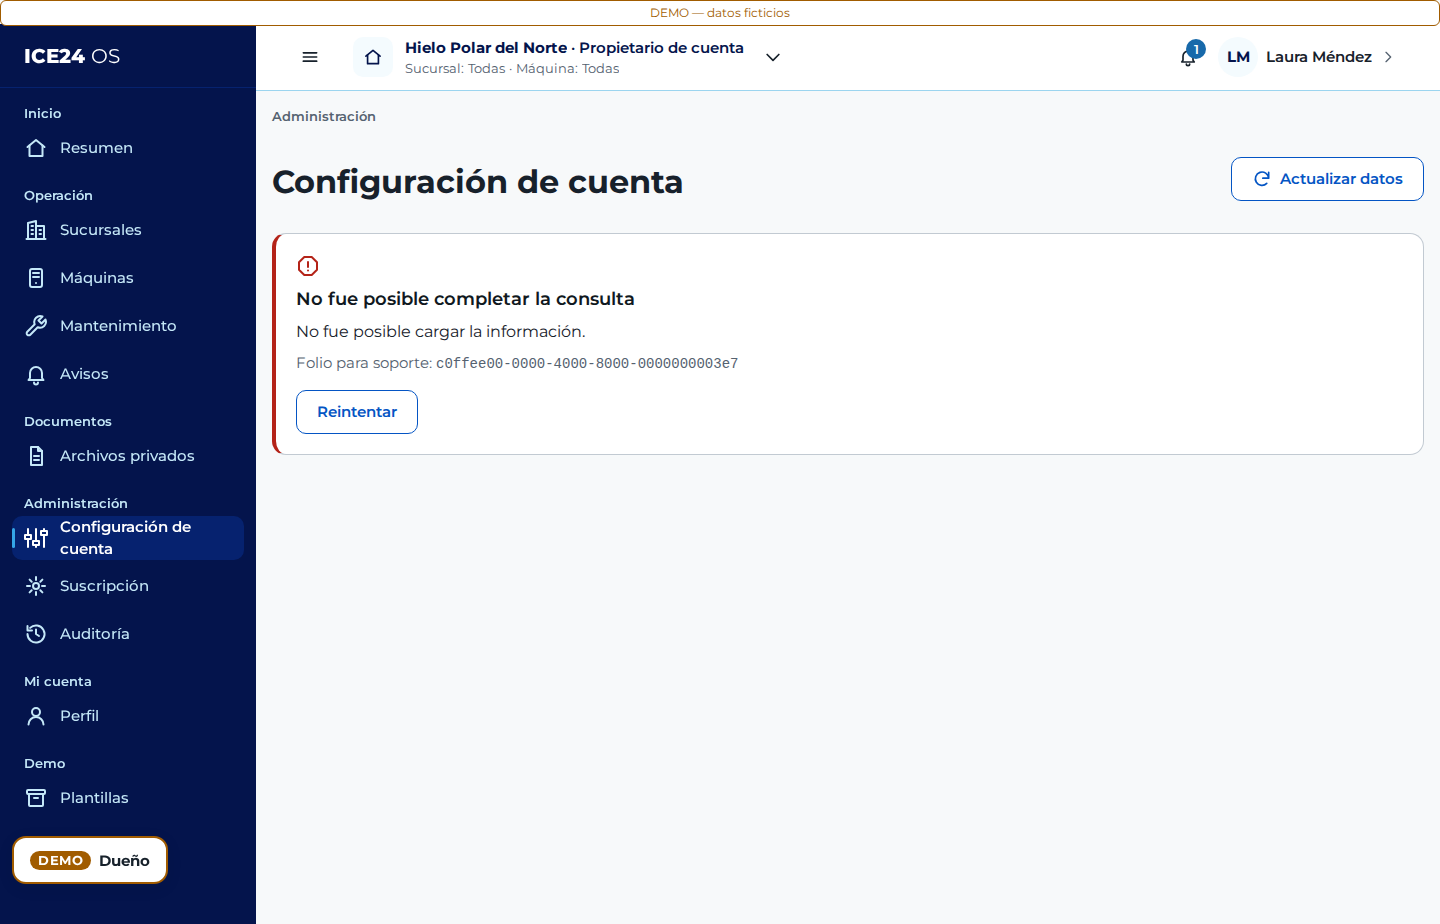 DEMO — datos ficticios
ICE24 OS
Inicio
Resumen
Operación
Sucursales
Máquinas
Mantenimiento
Avisos
Documentos
Archivos privados
Administración
Configuración de
cuenta
Suscripción
Auditoría
Mi cuenta
Perfil
Demo
Plantillas
DEMO Dueño
Hielo Polar del Norte · Propietario de cuenta
Sucursal: Todas · Máquina: Todas
1
LM Laura Méndez
Administración
Configuración de cuenta
Actualizar datos
No fue posible completar la consulta
No fue posible cargar la información.
Folio para soporte: c0ffee00-0000-4000-8000-0000000003e7
Reintentar